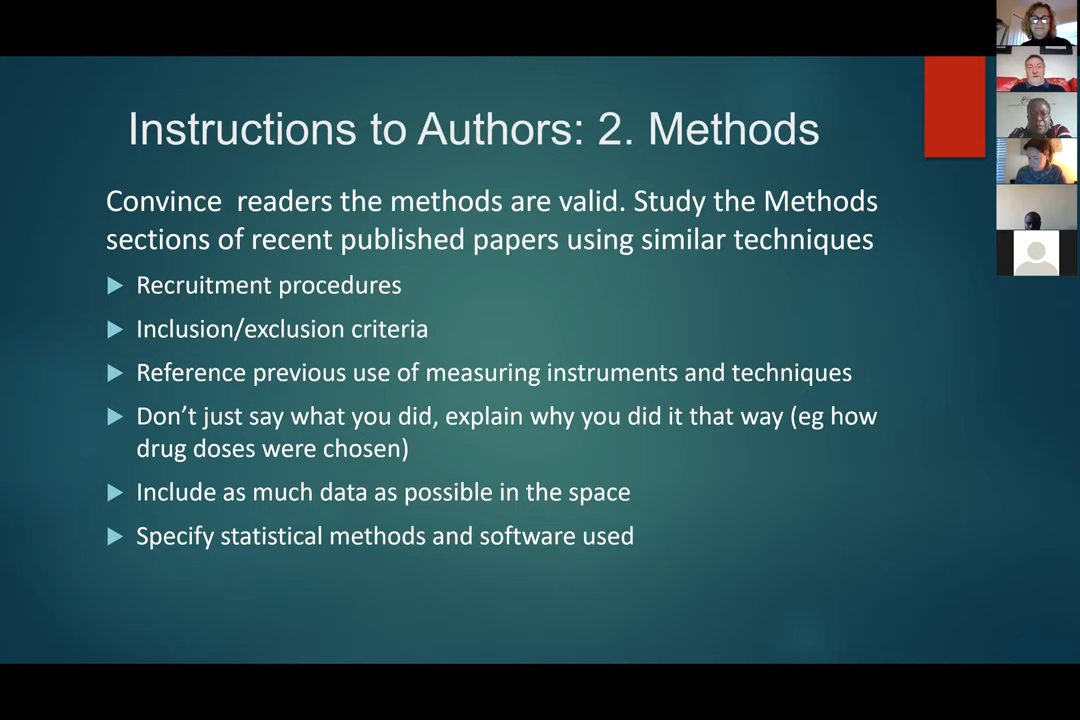 Instructions to Authors: 2. Methods
Convince  readers the methods are valid. Study the Methods
sections of recent published papers using similar techniques
Recruitment procedures
Inclusion/exclusion criteria
Reference previous use of measuring instruments and techniques
Don’t just say what you did, explain why you did it that way (eg how
drug doses were chosen)
Include as much data as possible in the space
Specify statistical methods and software used